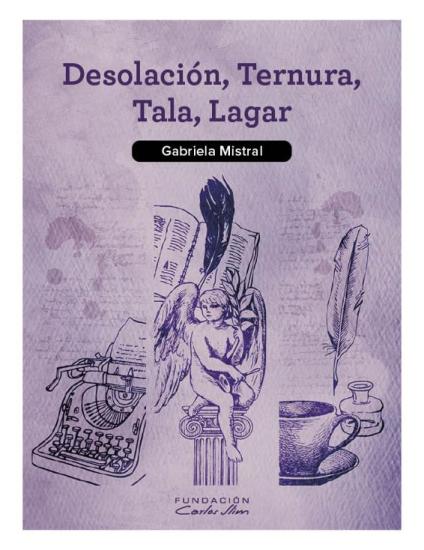 Desolación, Ternura,
Tala, Lagar
Gabriela Mistral
FUNDACIÓN
Carlos Slim